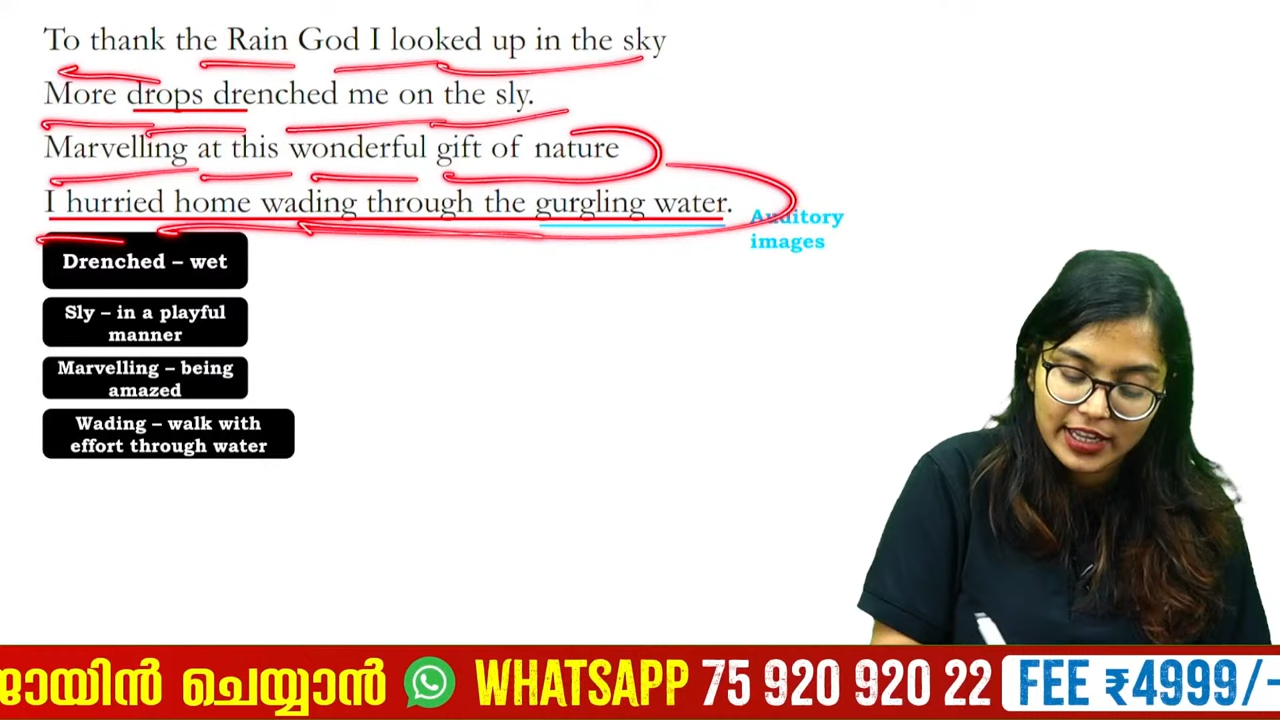 To thank the Rain God I looked up in the sky
More drops drenched me on the sly.
Marvelling at this wonderful gift of nature
I hurried home wading through the gurgling water.
Auditory
images
Drenched – wet
Sly – in a playful
manner
Marvelling – being
amazed
Wading – walk with
effort through water
ജോയിൻ ചെയ്യാൻ WHATSAPP 75 920 920 22 FEE ₹4999/-